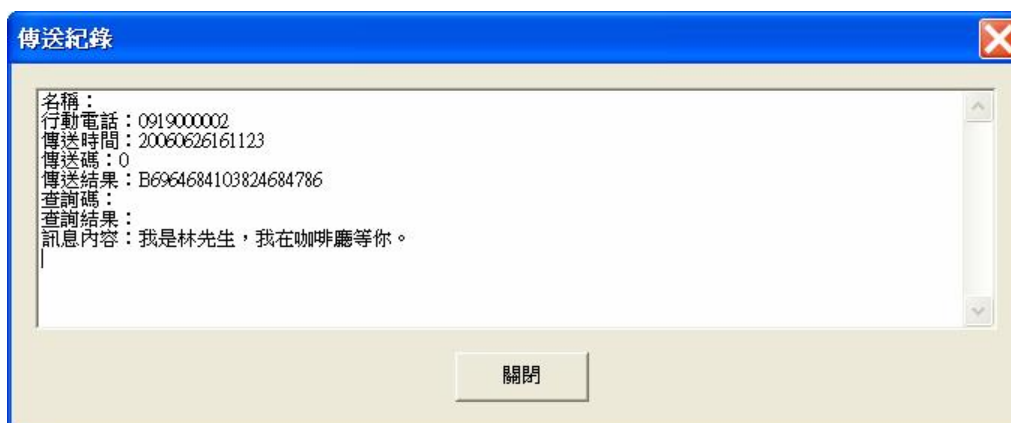 傳送紀錄
名稱：
行動電話：0919000002
傳送時間：20060626161123
傳送碼：0
傳送結果：B6964684103824684786
查詢碼：
查詢結果：
訊息內容：我是林先生，我在咖啡廳等你。
關閉